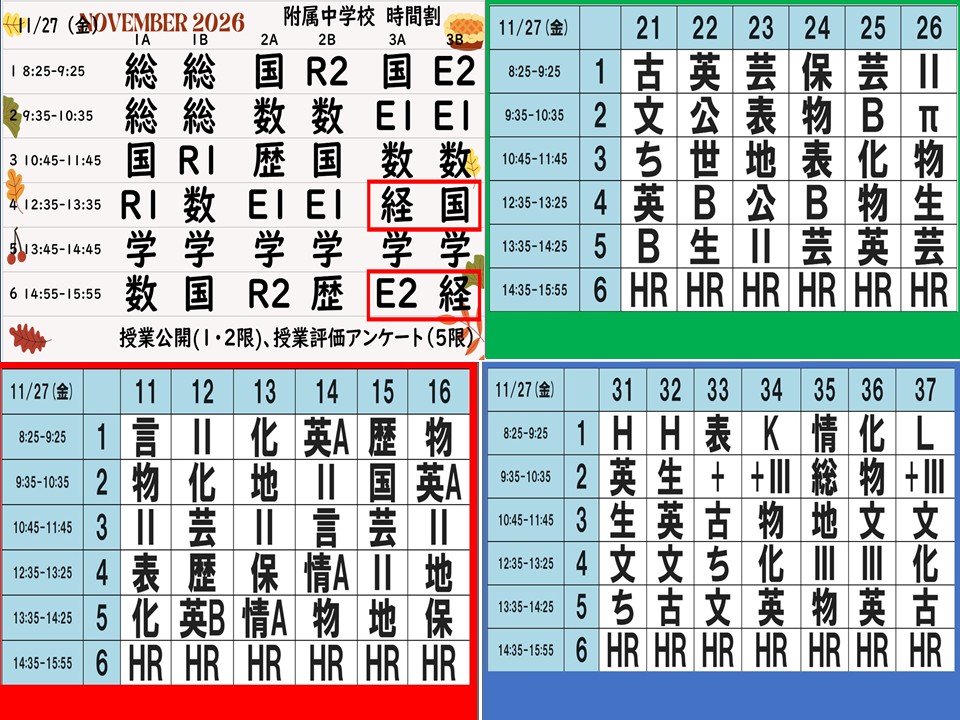 11/27 (金) NOVEMBER 2026 附属中学校 時間割
1A 1B 2A 2B 3A 3B
1 8:25-9:25 総 総 国 R2 国 E2
2 9:35-10:35 総 総 数 数 E1 E1
3 10:45-11:45 国 R1 歴 国 数 数
4 12:35-13:35 R1 数 E1 E1 経 国
5 13:45-14:45 学 学 学 学 学 学
6 14:55-15:55 数 国 R2 歴 E2 経
授業公開(1・2限)、授業評価アンケート(5限)
11/27(金) 21 22 23 24 25 26
8:25-9:25 1 古 英 芸 保 芸 II
9:35-10:35 2 文 公 表 物 B π
10:45-11:45 3 ち 世 地 表 化 物
12:35-13:25 4 英 B 公 B 物 生
13:35-14:25 5 B 生 II 芸 英 芸
14:35-15:55 6 HR HR HR HR HR HR
11/27(金) 11 12 13 14 15 16
8:25-9:25 1 言 II 化 英A 歴 物
9:35-10:35 2 物 化 地 II 国 英A
10:45-11:45 3 II 芸 II 言 芸 II
12:35-13:25 4 表 歴 保 情A II 地
13:35-14:25 5 化 英B 情A 物 地 保
14:35-15:55 6 HR HR HR HR HR HR
11/27(金) 31 32 33 34 35 36 37
8:25-9:25 1 H H 表 K 情 化 L
9:35-10:35 2 英 生 + +III 総 物 +III
10:45-11:45 3 生 英 古 物 地 文 文
12:35-13:25 4 文 文 ち 化 III III 化
13:35-14:25 5 ち 古 文 英 物 英 古
14:35-15:55 6 HR HR HR HR HR HR HR